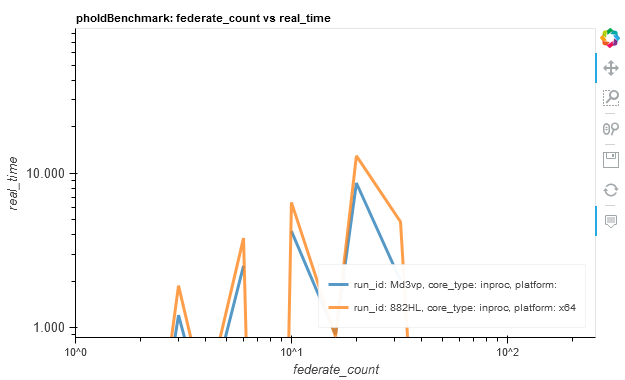 pholdBenchmark: federate_count vs real_time
real_time
10.000
1.000
run_id: Md3vp, core_type: inproc, platform:
run_id: 882HL, core_type: inproc, platform: x64
10^0
10^1
10^2
federate_count